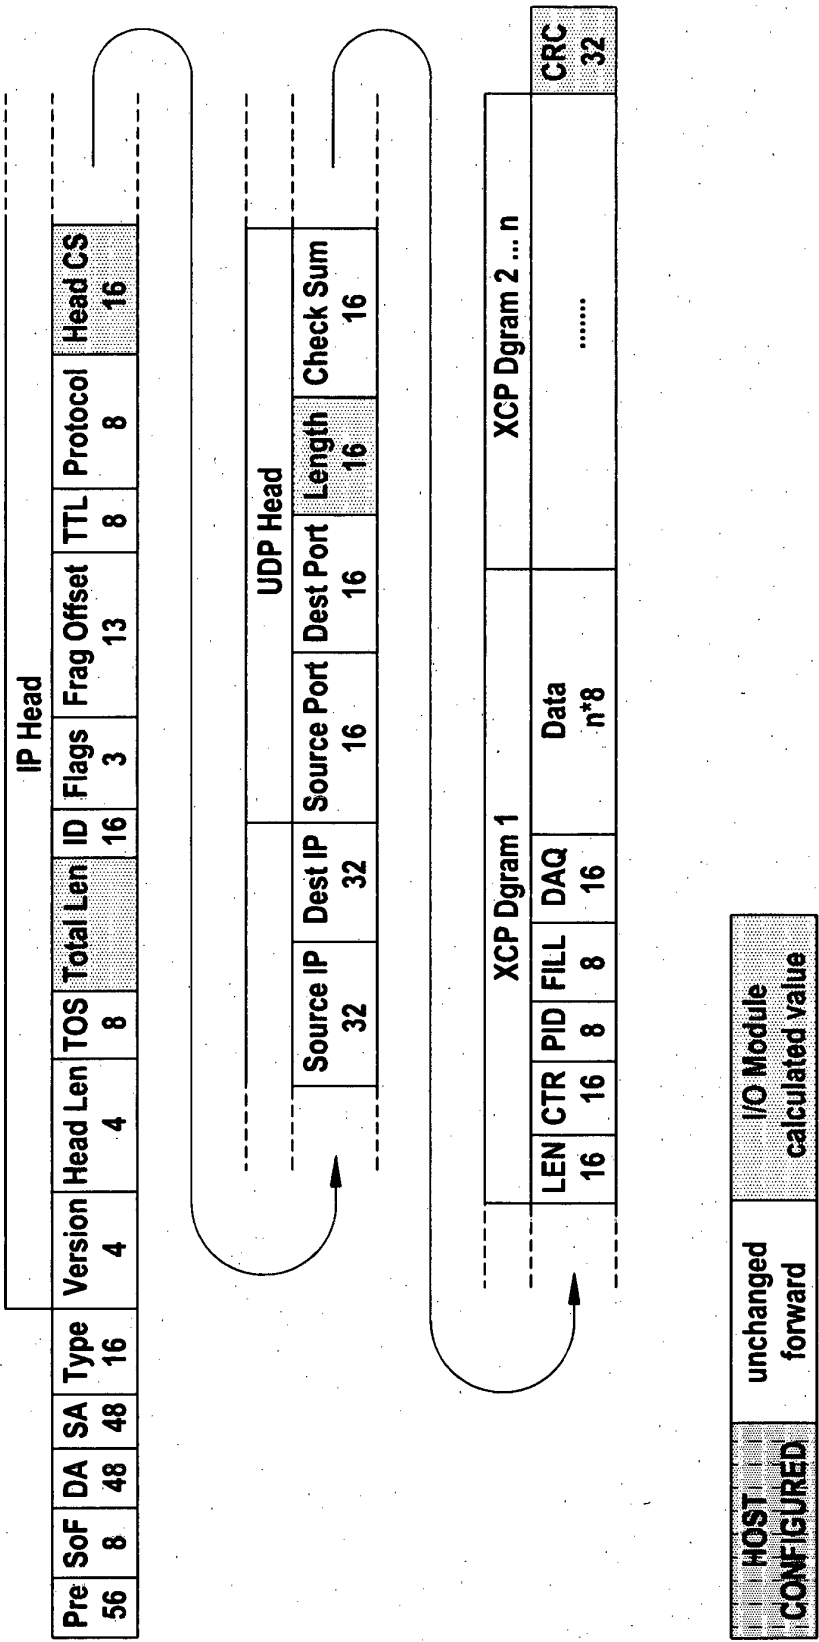 IP Head
Pre SoF DA SA Type Version Head Len TOS Total Len ID Flags Frag Offset TTL Protocol Head CS
56 8 48 48 16 4 4 8 16 3 13 8 8 16
UDP Head
Source IP Dest IP Source Port Dest Port Length Check Sum
32 32 16 16 16 16
XCP Dgram 1 XCP Dgram 2 ... n
LEN CTR PID FILL DAQ Data ....... CRC
16 16 8 8 16 n*8 32
HOST unchanged I/O Module
CONFIGURED forward calculated value